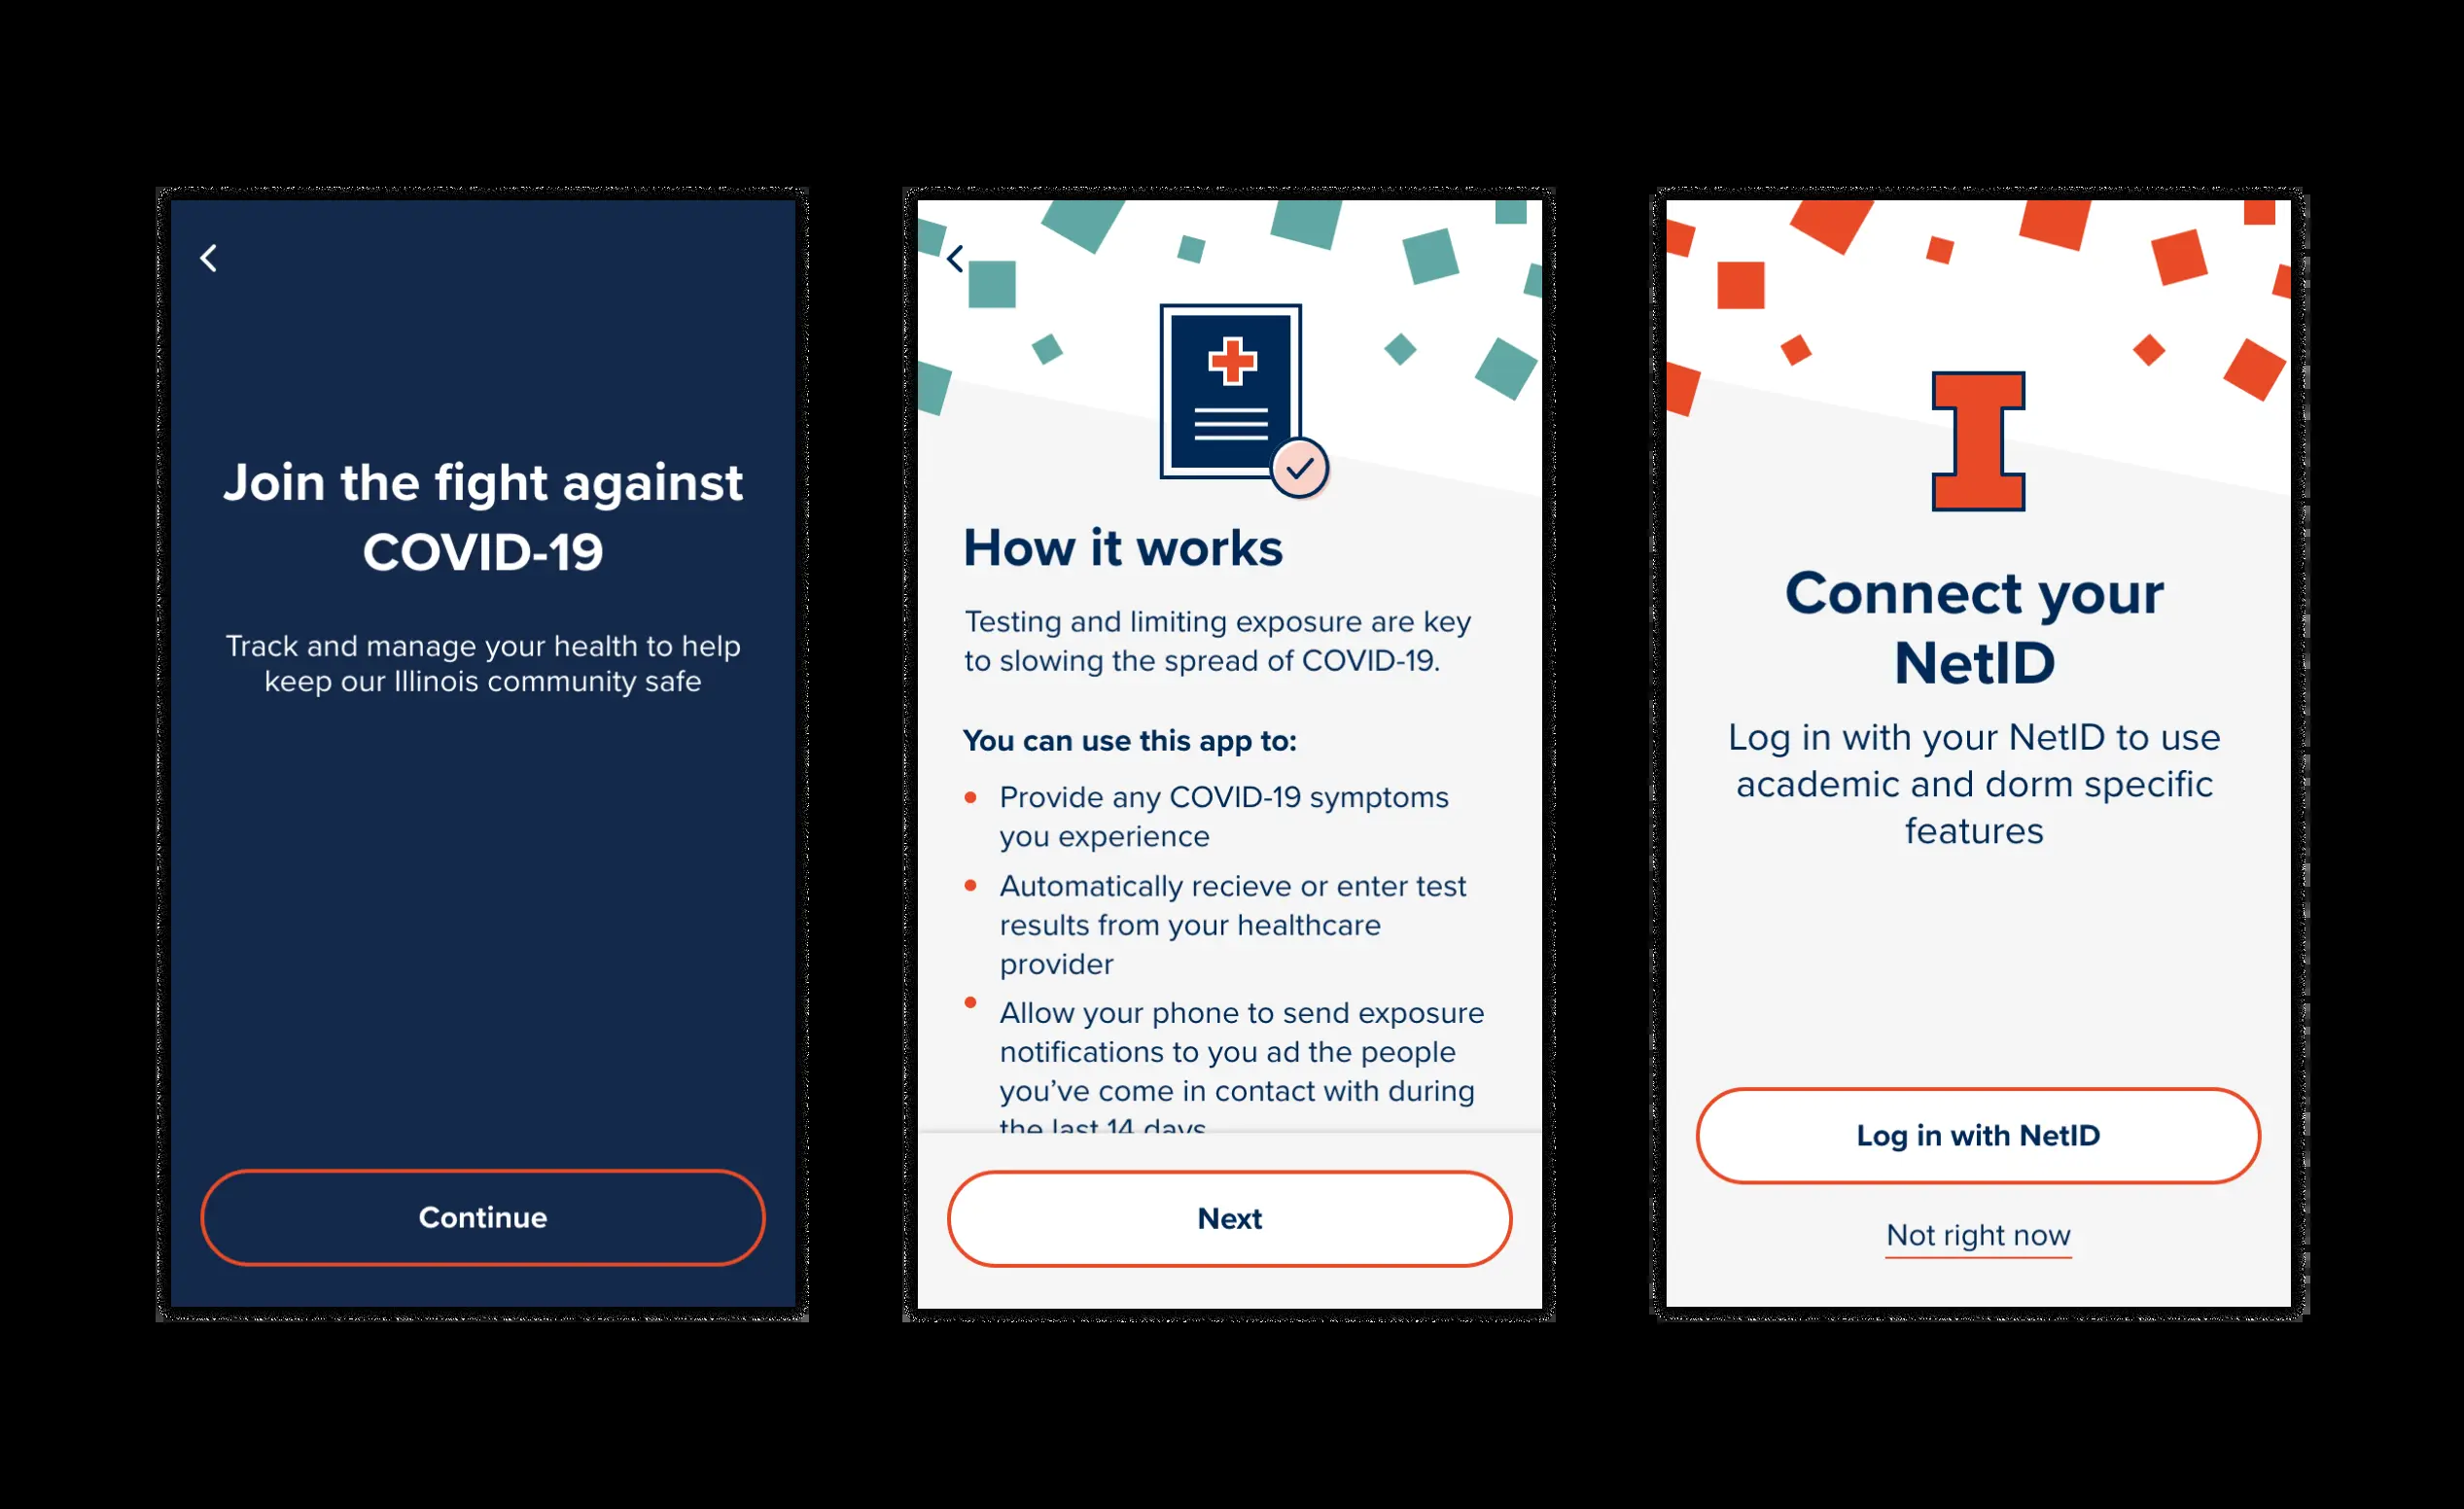 Join the fight against
COVID-19
Track and manage your health to help
keep our Illinois community safe
Continue
How it works
Testing and limiting exposure are key
to slowing the spread of COVID-19.
You can use this app to:
Provide any COVID-19 symptoms
you experience
Automatically recieve or enter test
results from your healthcare
provider
Allow your phone to send exposure
notifications to you ad the people
you’ve come in contact with during
the last 14 days
Next
I
Connect your
NetID
Log in with your NetID to use
academic and dorm specific
features
Log in with NetID
Not right now